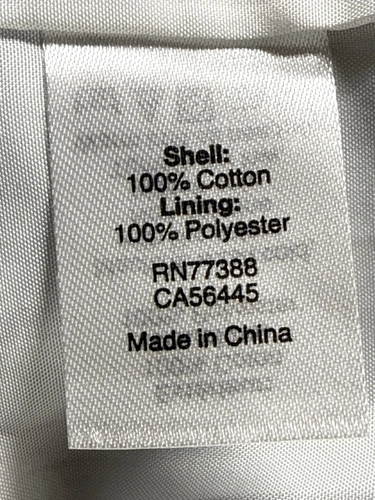 Shell:
100% Cotton
Lining:
100% Polyester
RN77388
CA56445
Made in China